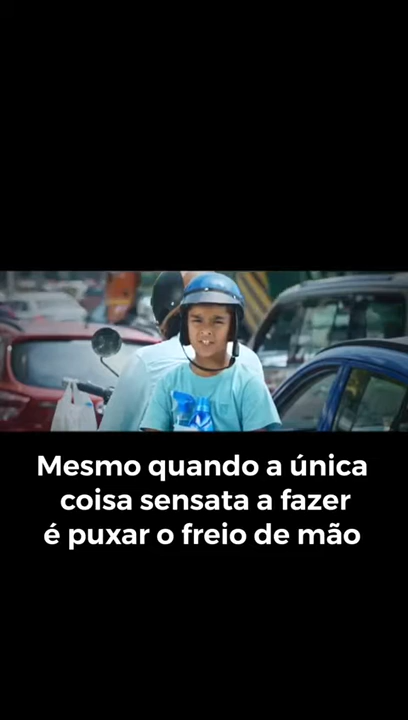 Mesmo quando a única
coisa sensata a fazer
é puxar o freio de mão